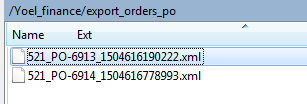 /Yoel_finance/export_orders_po
Name Ext
521_PO-6913_1504616190222.xml
521_PO-6914_1504616778993.xml